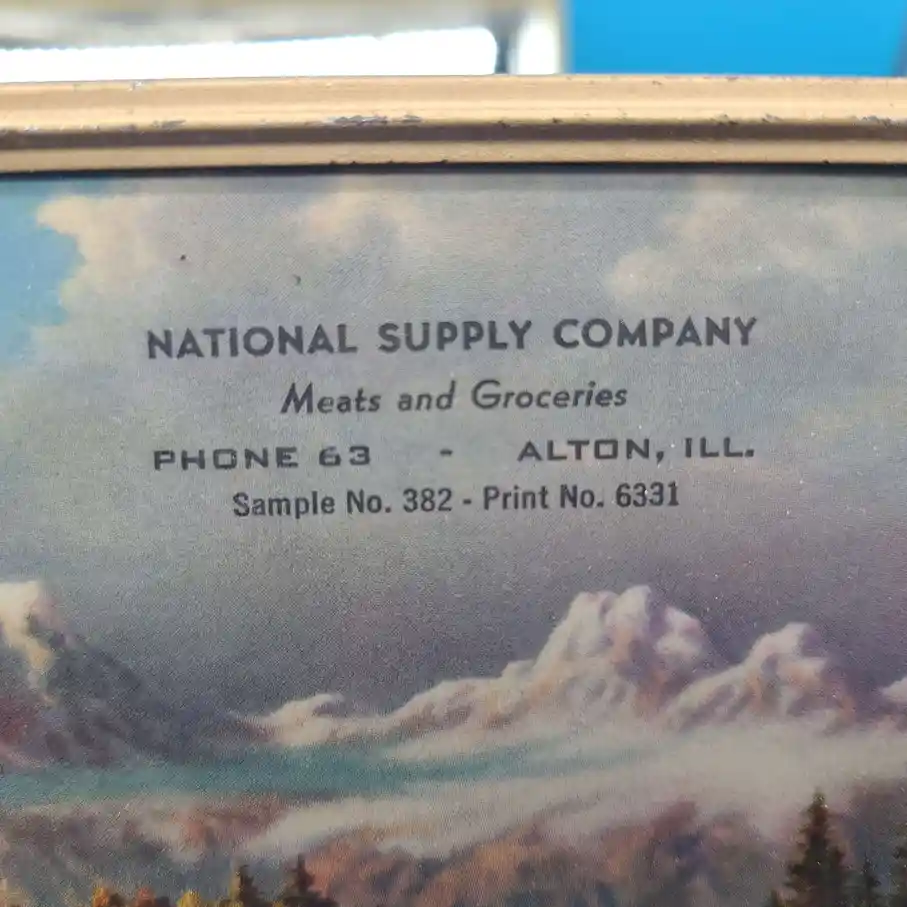 NATIONAL SUPPLY COMPANY
Meats and Groceries
PHONE 63 - ALTON, ILL.
Sample No. 382 - Print No. 6331